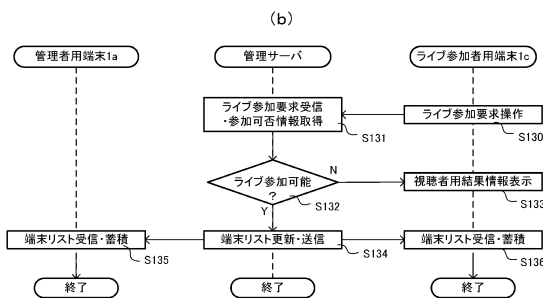 (b)
管理者用端末1a
管理サーバ
ライブ参加者用端末1c
ライブ参加要求受信
・参加可否情報取得
S131
ライブ参加要求操作
S130
ライブ参加可能
?
N
Y
S132
視聴者用結果情報表示
S133
端末リスト受信・蓄積
S135
端末リスト更新・送信
S134
端末リスト受信・蓄積
S136
終了
終了
終了